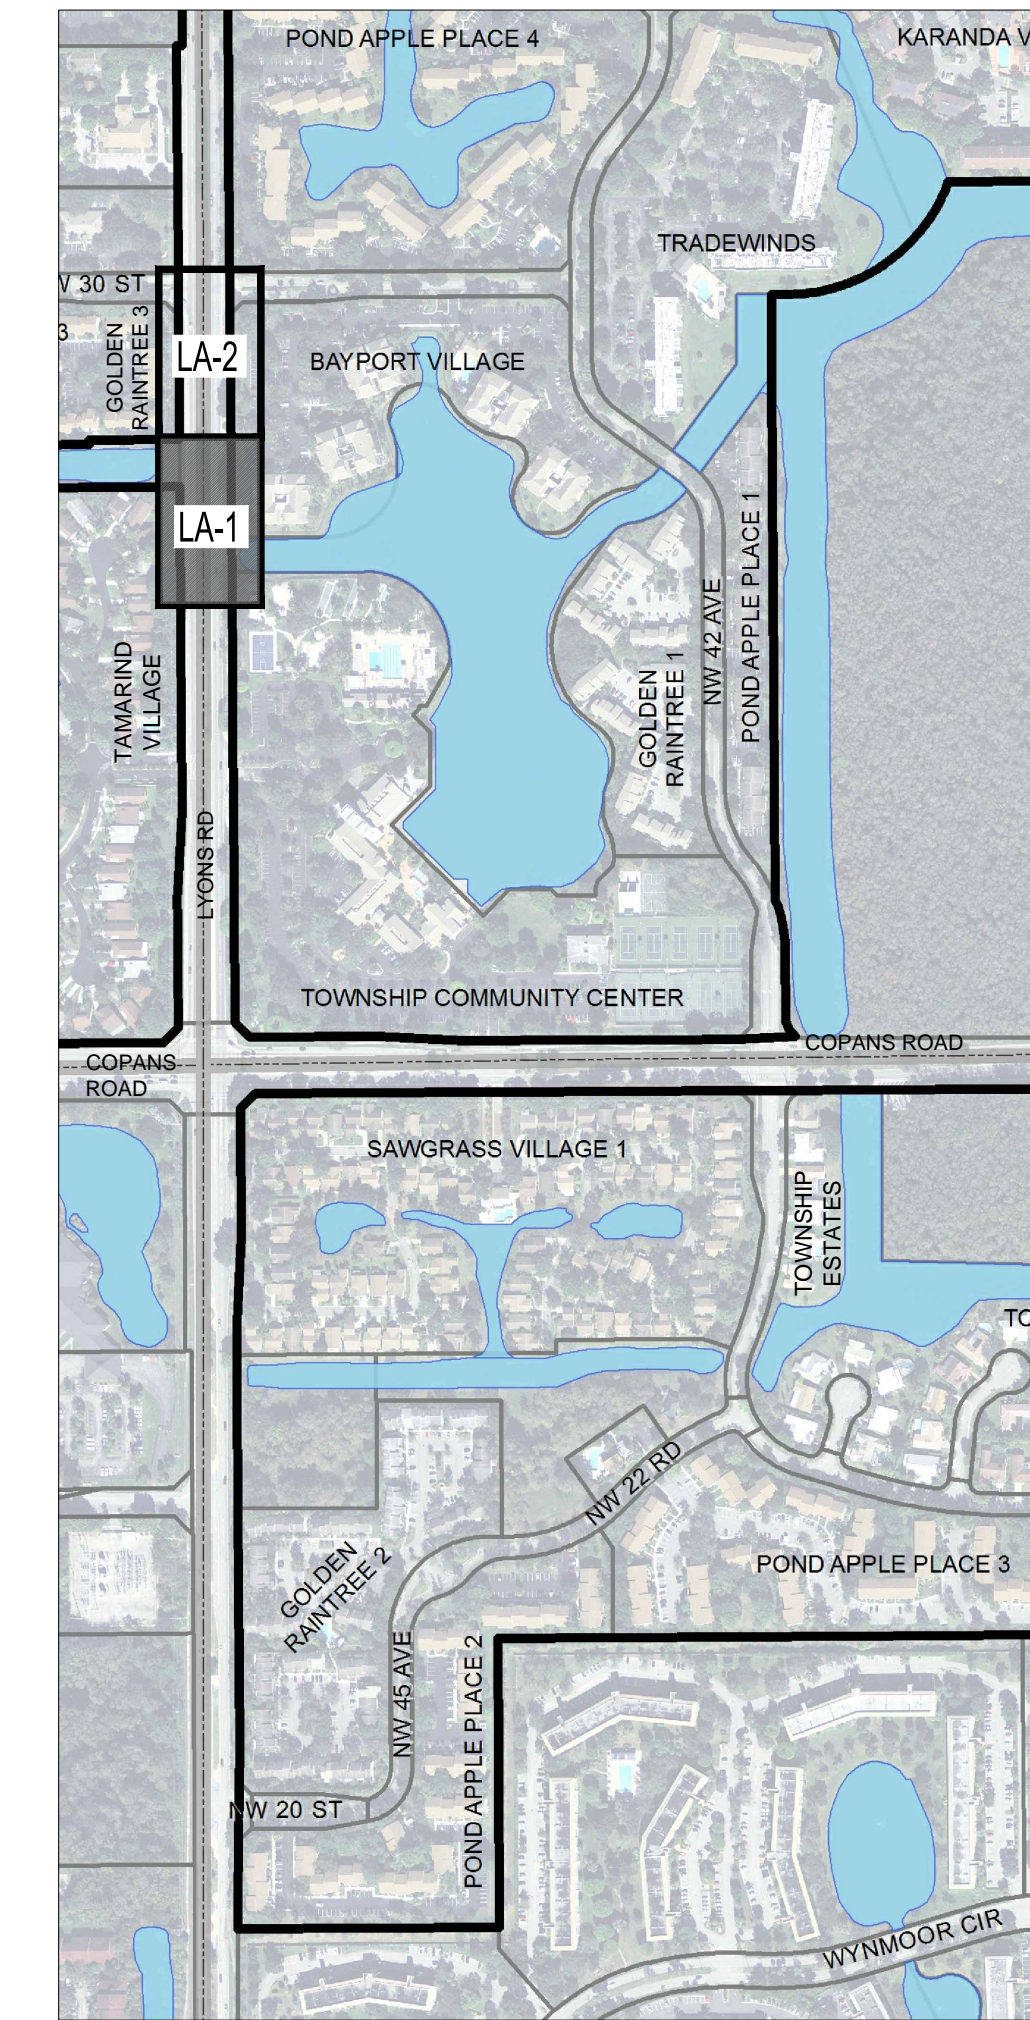 POND APPLE PLACE 4
KARANDA V
TRADEWINDS
W 30 ST
3
GOLDEN
RAINTREE 3
LA-2
BAYPORT VILLAGE
LA-1
POND APPLE PLACE 1
NW 42 AVE
GOLDEN
RAINTREE 1
TAMARIND
VILLAGE
LYONS RD
TOWNSHIP COMMUNITY CENTER
COPANS ROAD
COPANS
ROAD
SAWGRASS VILLAGE 1
TOWNSHIP
ESTATES
TO
NW 22 RD
GOLDEN
RAINTREE 2
POND APPLE PLACE 3
NW 45 AVE
POND APPLE PLACE 2
NW 20 ST
WYNMOOR CIR